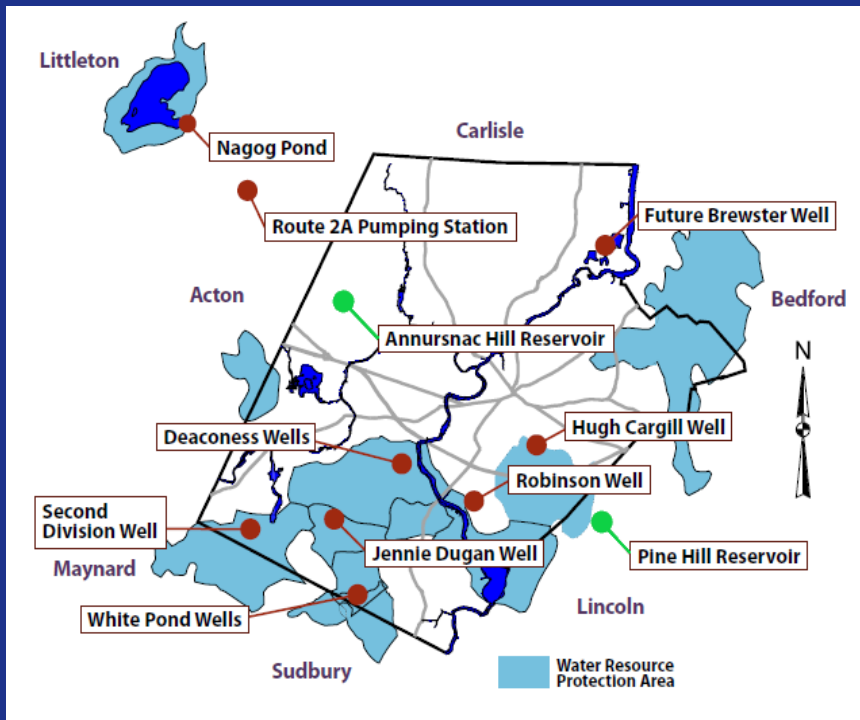 Littleton
Carlisle
Nagog Pond
Future Brewster Well
Route 2A Pumping Station
Acton
Bedford
Annursnac Hill Reservoir
N
Hugh Cargill Well
Deaconess Wells
Robinson Well
Second
Division Well
Jennie Dugan Well
Pine Hill Reservoir
Maynard
Lincoln
White Pond Wells
Sudbury
Water Resource
Protection Area